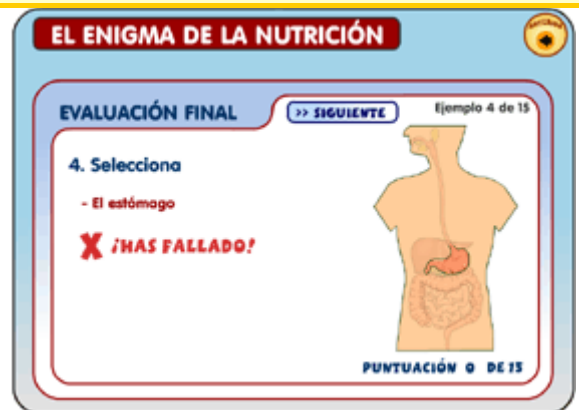 EL ENIGMA DE LA NUTRICIÓN
EVALUACIÓN FINAL
>> SIGUIENTE
Ejemplo 4 de 15
4. Selecciona
- El estómago
X ¡HAS FALLADO!
PUNTUACIÓN 0 DE 15